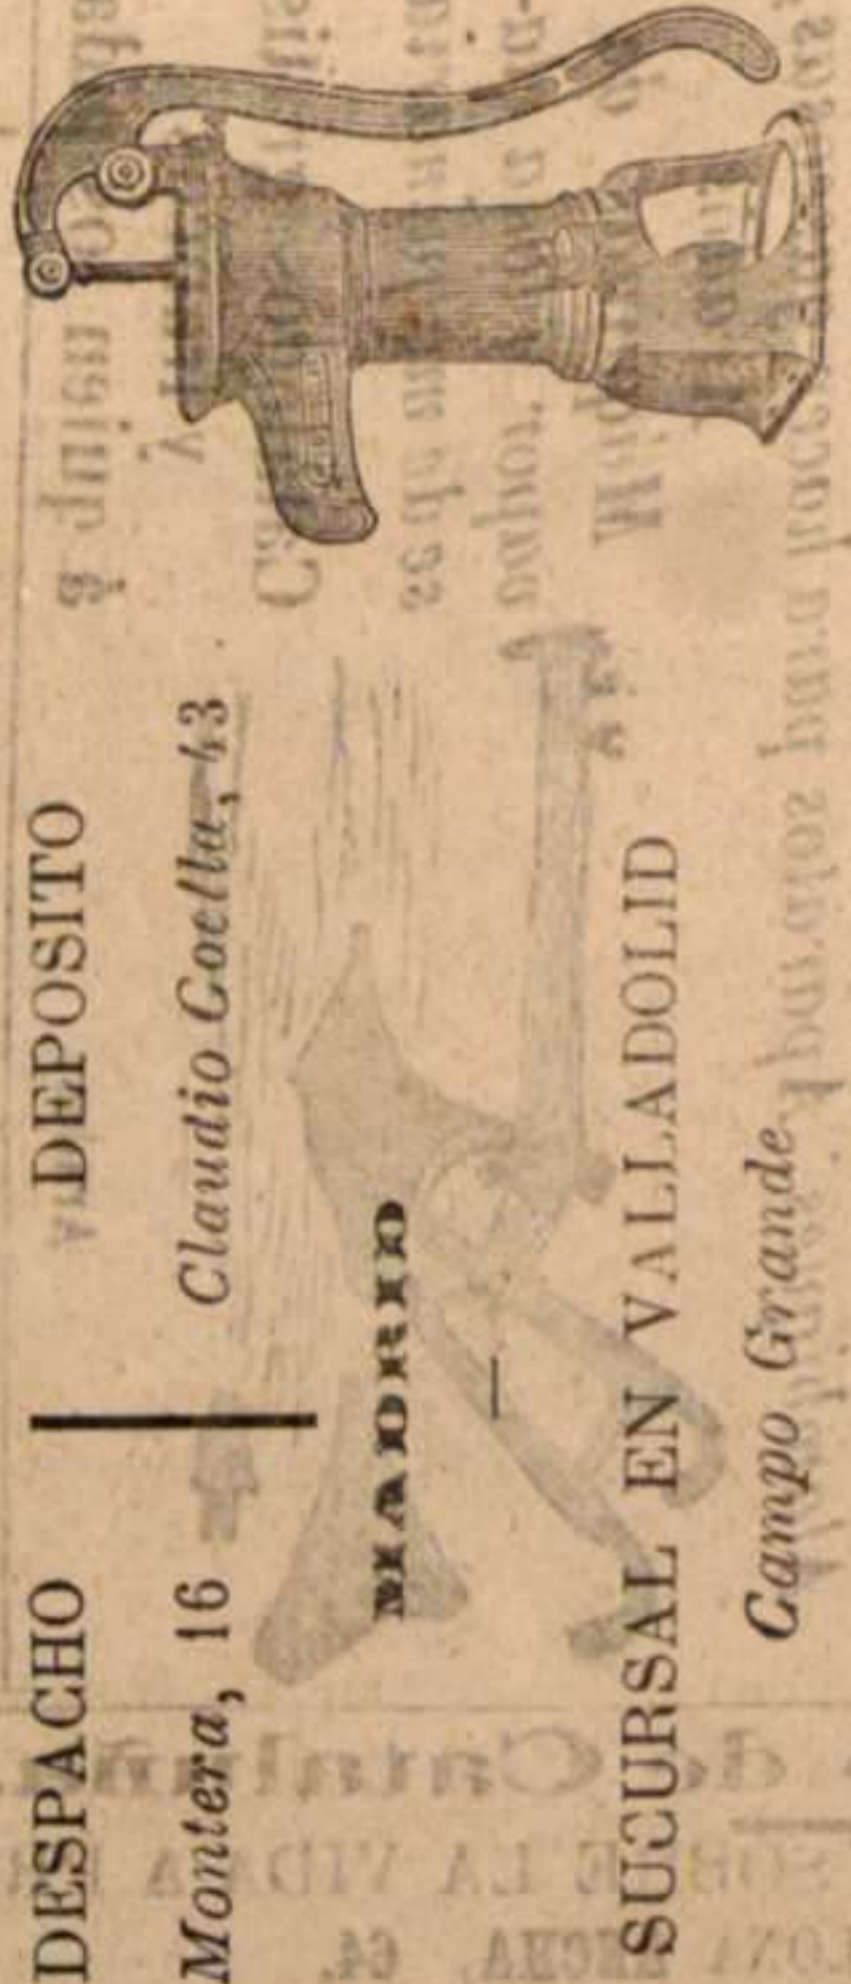 DESPACHO
Montera, 16
DEPOSITO
Claudio Coello, 43
MADRID
SUCURSAL EN VALLADOLID
Campo Grande